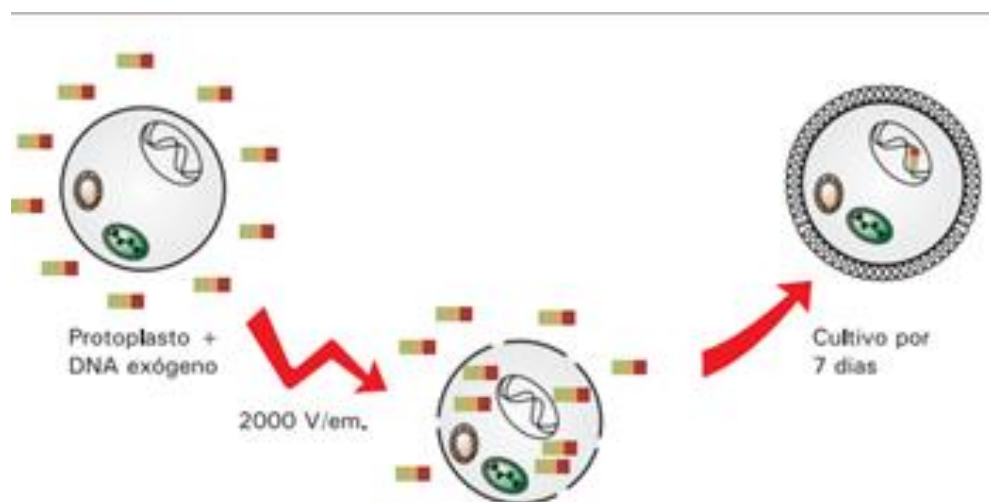 Protoplasto +
DNA exógeno
2000 V/em.
Cultivo por
7 dias